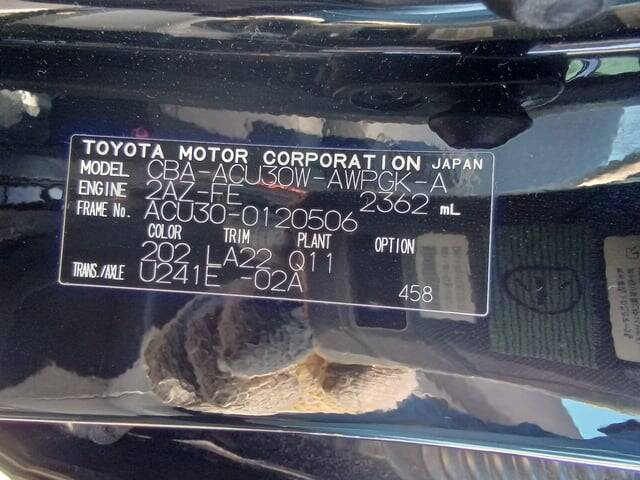 TOYOTA MOTOR CORPORATION JAPAN
MODEL CBA-ACU30W-AWPGK-A
ENGINE 2AZ-FE 2362 mL
FRAME No. ACU30-0120506
COLOR TRIM PLANT OPTION
202 LA22 Q11
TRANS./AXLE U241E -02A
458